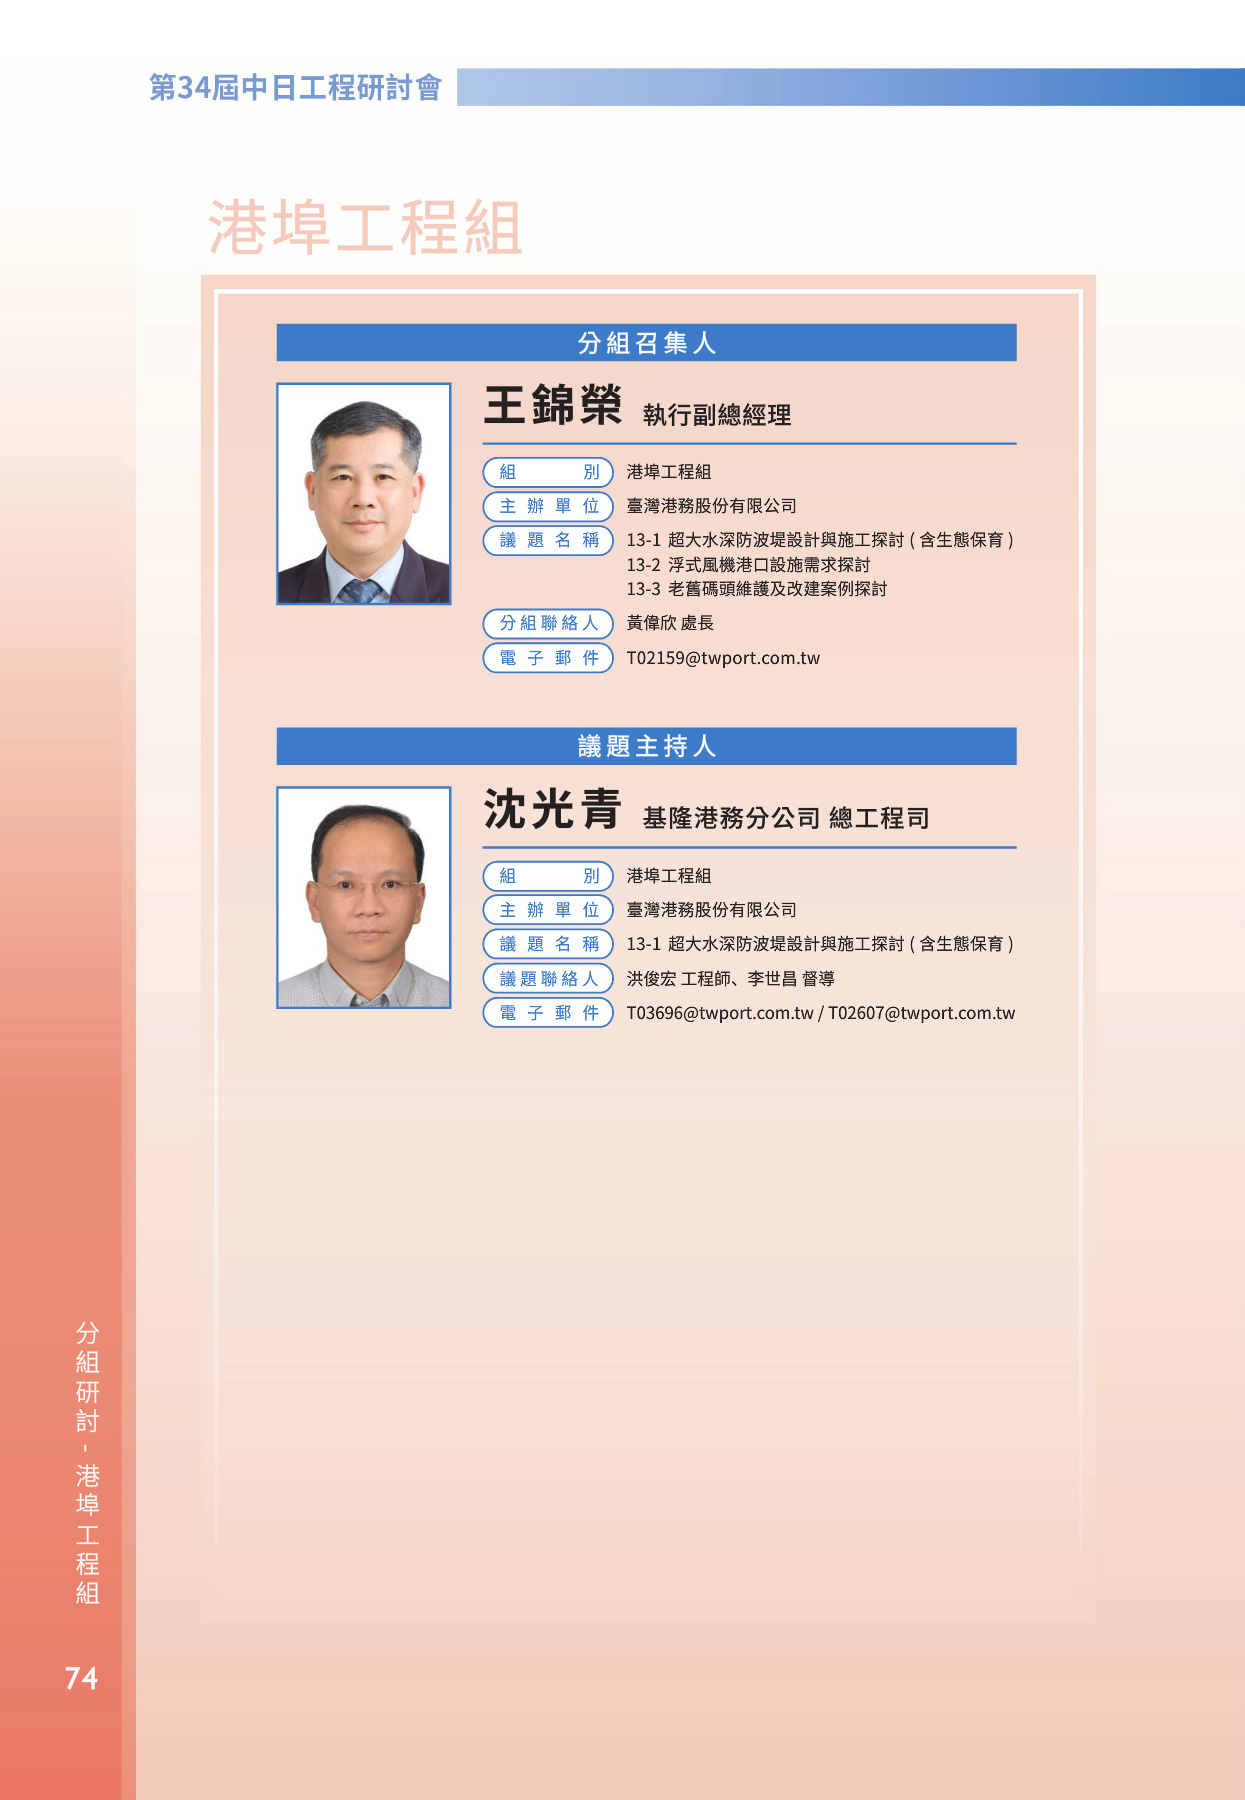 第34屆中日工程研討會
港埠工程組
分組召集人
王錦榮 執行副總經理
組別 港埠工程組
主辦單位 臺灣港務股份有限公司
議題名稱 13-1 超大水深防波堤設計與施工探討 ( 含生態保育 )
13-2 浮式風機港口設施需求探討
13-3 老舊碼頭維護及改建案例探討
分組聯絡人 黃偉欣 處長
電子郵件 T02159@twport.com.tw
議題主持人
沈光青 基隆港務分公司 總工程司
組別 港埠工程組
主辦單位 臺灣港務股份有限公司
議題名稱 13-1 超大水深防波堤設計與施工探討 ( 含生態保育 )
議題聯絡人 洪俊宏 工程師、李世昌 督導
電子郵件 T03696@twport.com.tw / T02607@twport.com.tw
分組研討 - 港埠工程組
74